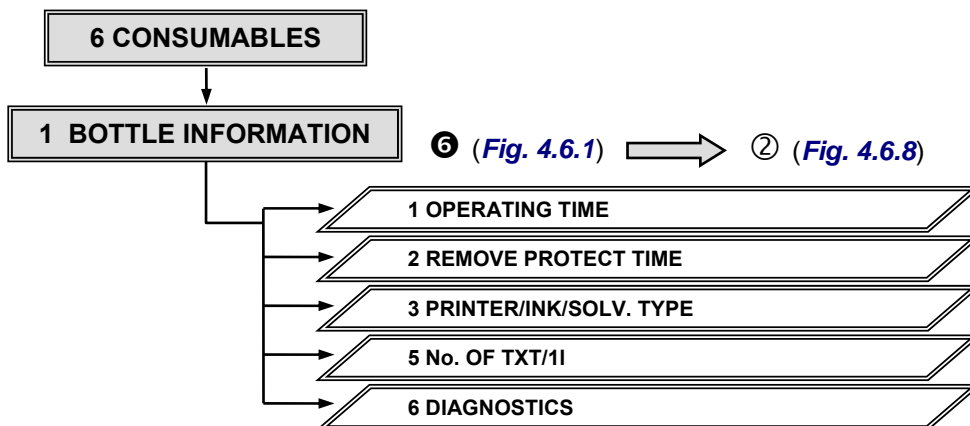 6 CONSUMABLES
1 BOTTLE INFORMATION
❻ (Fig. 4.6.1) ② (Fig. 4.6.8)
1 OPERATING TIME
2 REMOVE PROTECT TIME
3 PRINTER/INK/SOLV. TYPE
5 No. OF TXT/1l
6 DIAGNOSTICS